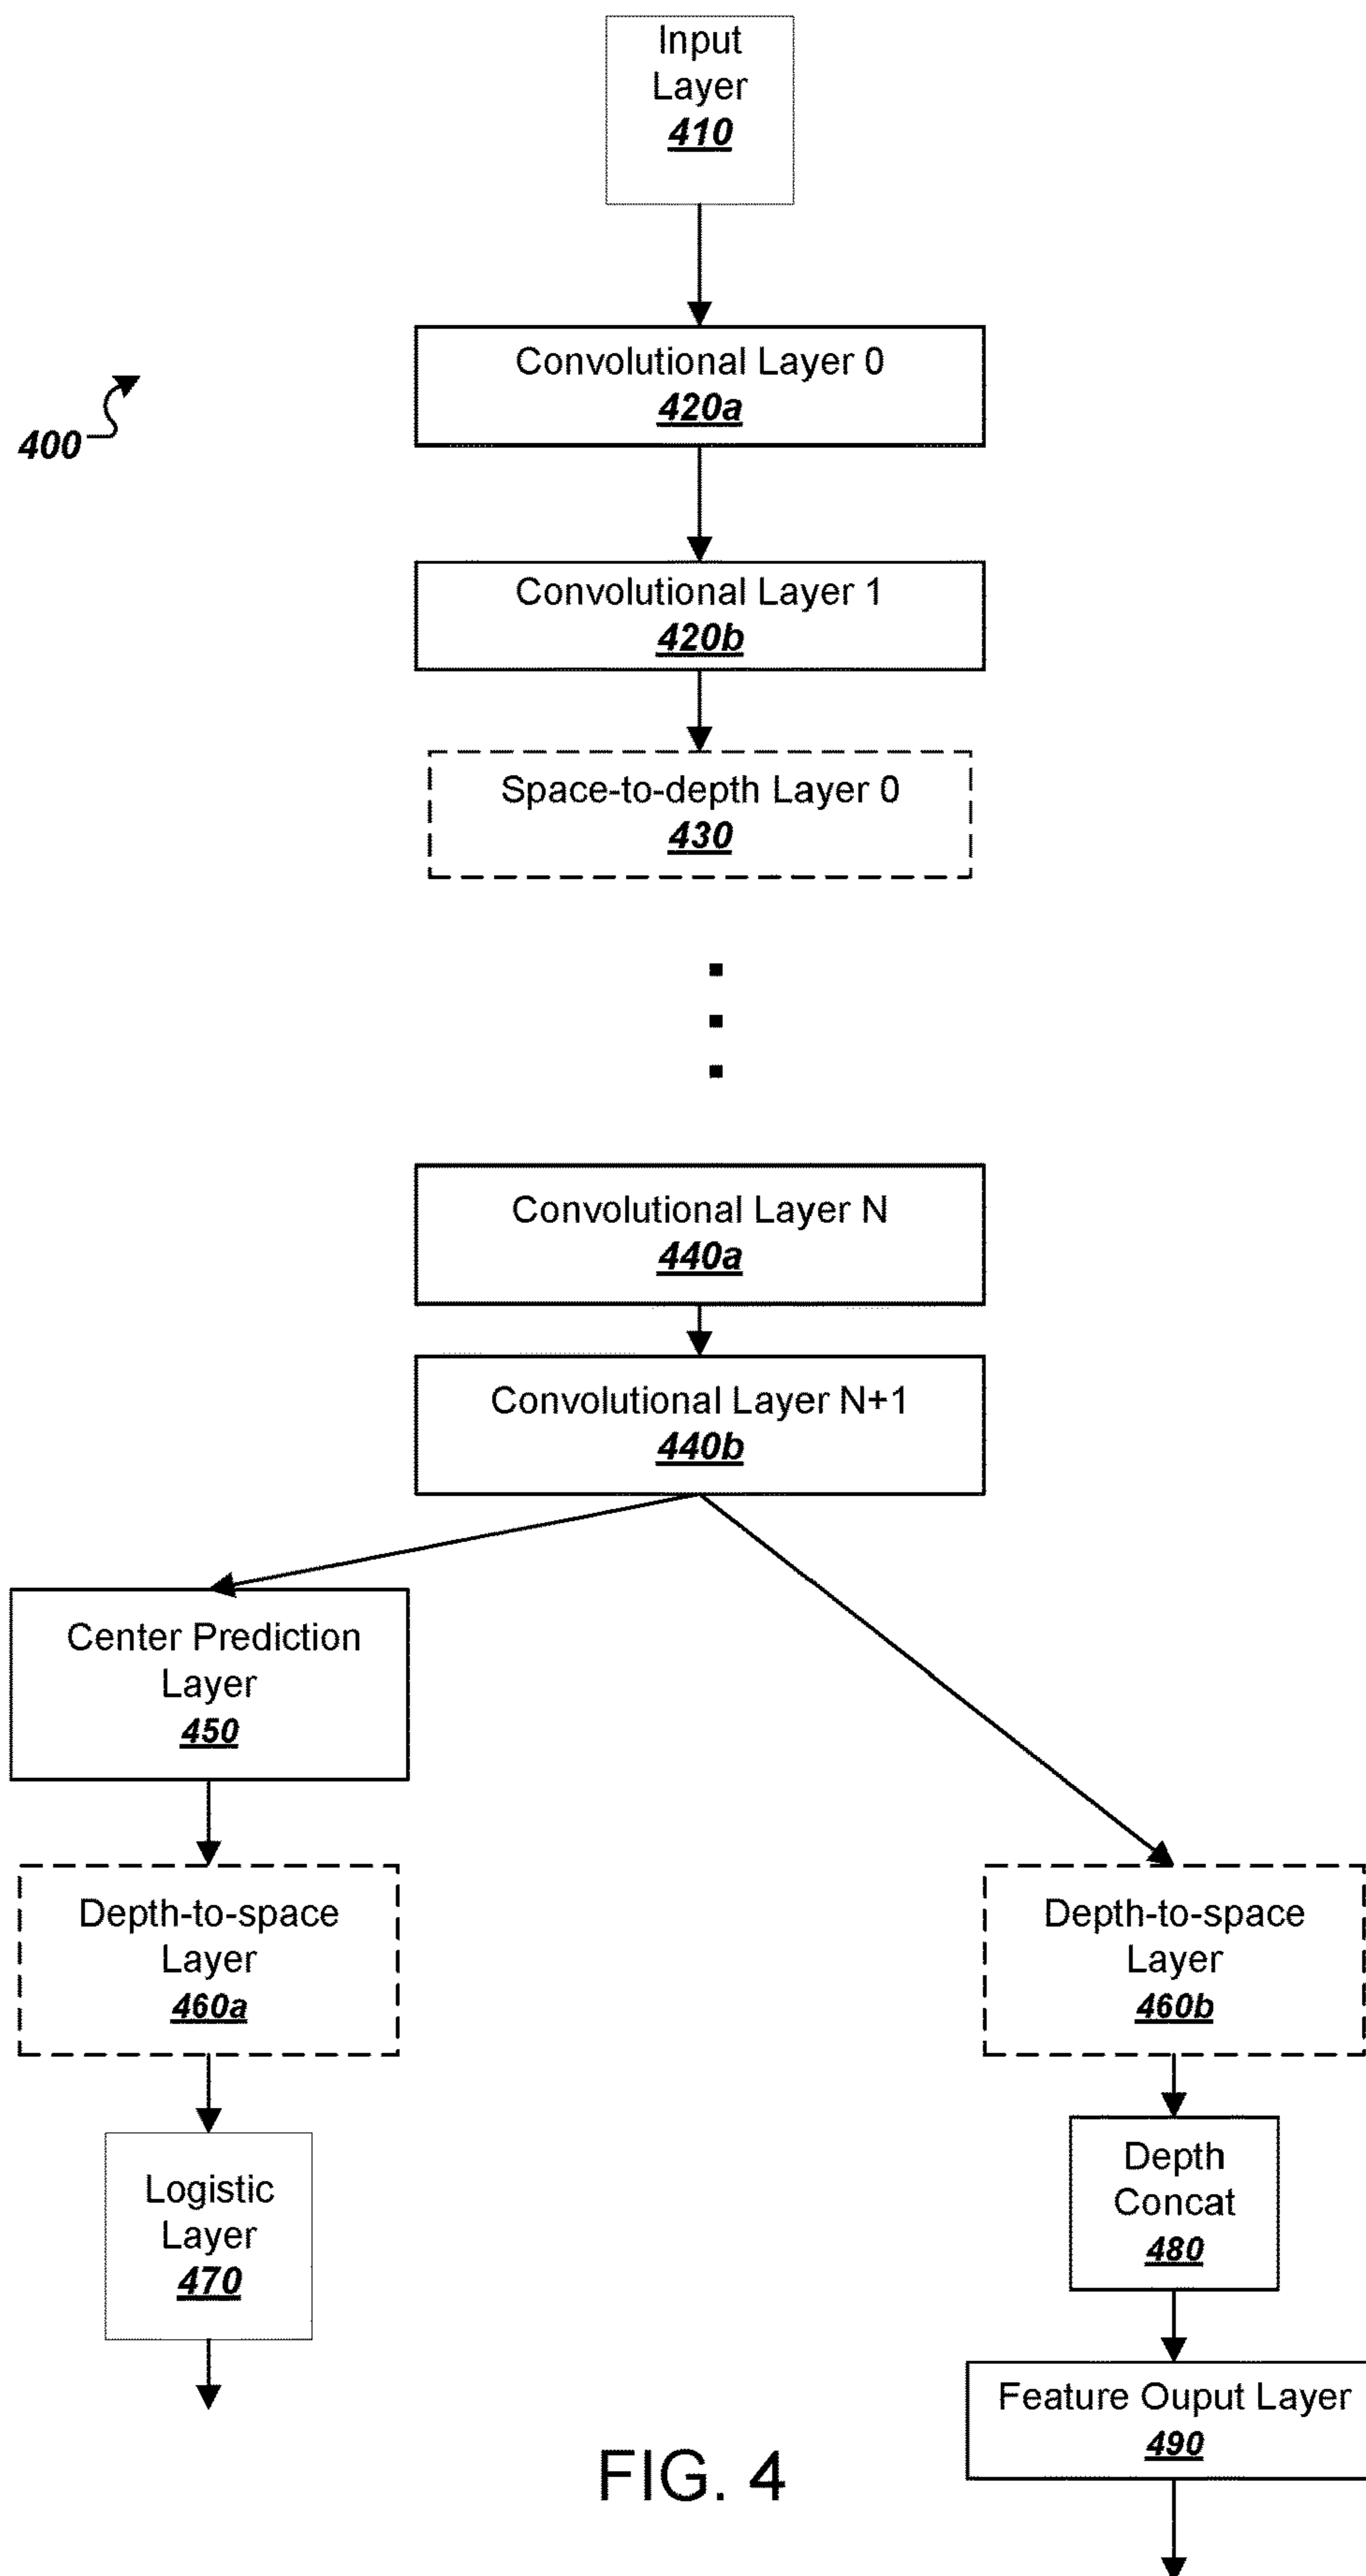 Input
Layer
410
Convolutional Layer 0
420a
400
Convolutional Layer 1
420b
Space-to-depth Layer 0
430
Convolutional Layer N
440a
Convolutional Layer N+1
440b
Center Prediction
Layer
450
Depth-to-space
Layer
460a
Logistic
Layer
470
Depth-to-space
Layer
460b
Depth
Concat
480
Feature Ouput Layer
490
FIG. 4